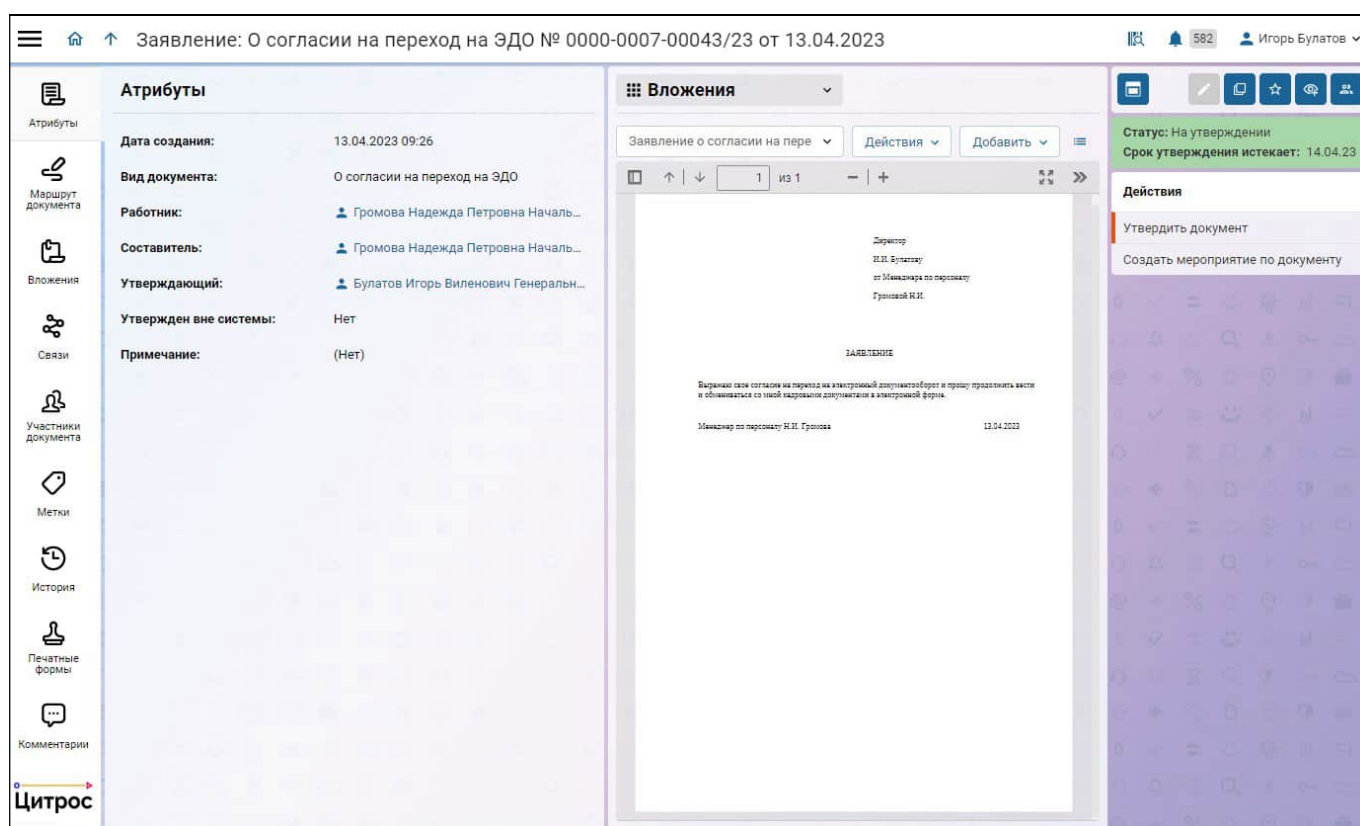 Заявление: О согласии на переход на ЭДО № 0000-0007-00043/23 от 13.04.2023
582
Игорь Булатов
Атрибуты
Маршрут
документа
Вложения
Связи
Участники
документа
Метки
История
Печатные
формы
Комментарии
Цитрос
Атрибуты
Дата создания: 13.04.2023 09:26
Вид документа: О согласии на переход на ЭДО
Работник: Громова Надежда Петровна Началь...
Составитель: Громова Надежда Петровна Началь...
Утверждающий: Булатов Игорь Виленович Генеральн...
Утвержден вне системы: Нет
Примечание: (Нет)
Вложения
Заявление о согласии на пере Действия Добавить
1 из 1
Директор
И.И. Булатову
от Менеджера по персоналу
Громовой Н.И.
ЗАЯВЛЕНИЕ
Выражаю свое согласие на переход на электронный документооборот и прошу продолжить вести
и обмениваться со мной кадровыми документами в электронной форме.
Менеджер по персоналу Н.И. Громова 13.04.2023
Статус: На утверждении
Срок утверждения истекает: 14.04.23
Действия
Утвердить документ
Создать мероприятие по документу